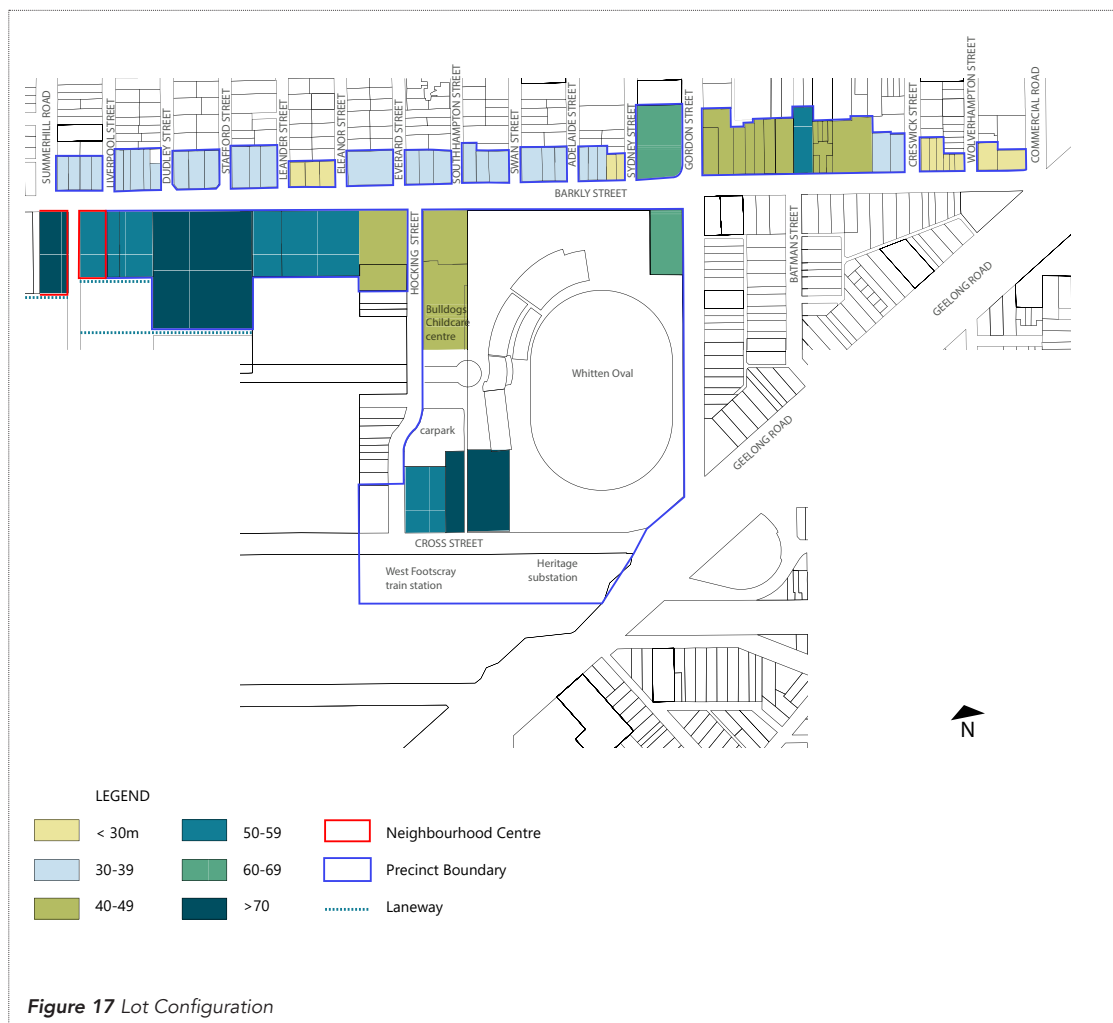 SUMMERHILL ROAD
LIVERPOOL STREET
DUDLEY STREET
STAFFORD STREET
LEANDER STREET
ELEANOR STREET
EVERARD STREET
SOUTHHAMPTON STREET
SWAN STREET
ADELAIDE STREET
SYDNEY STREET
GORDON STREET
CRESWICK STREET
WOLVERHAMPTON STREET
COMMERCIAL ROAD
BARKLY STREET
HOCKING STREET
BATMAN STREET
GEELONG ROAD
Bulldogs
Childcare
centre
Whitten Oval
carpark
GEELONG ROAD
CROSS STREET
West Footscray
train station
Heritage
substation
N
LEGEND
< 30m
50-59
Neighbourhood Centre
30-39
60-69
Precinct Boundary
40-49
>70
Laneway
Figure 17 Lot Configuration